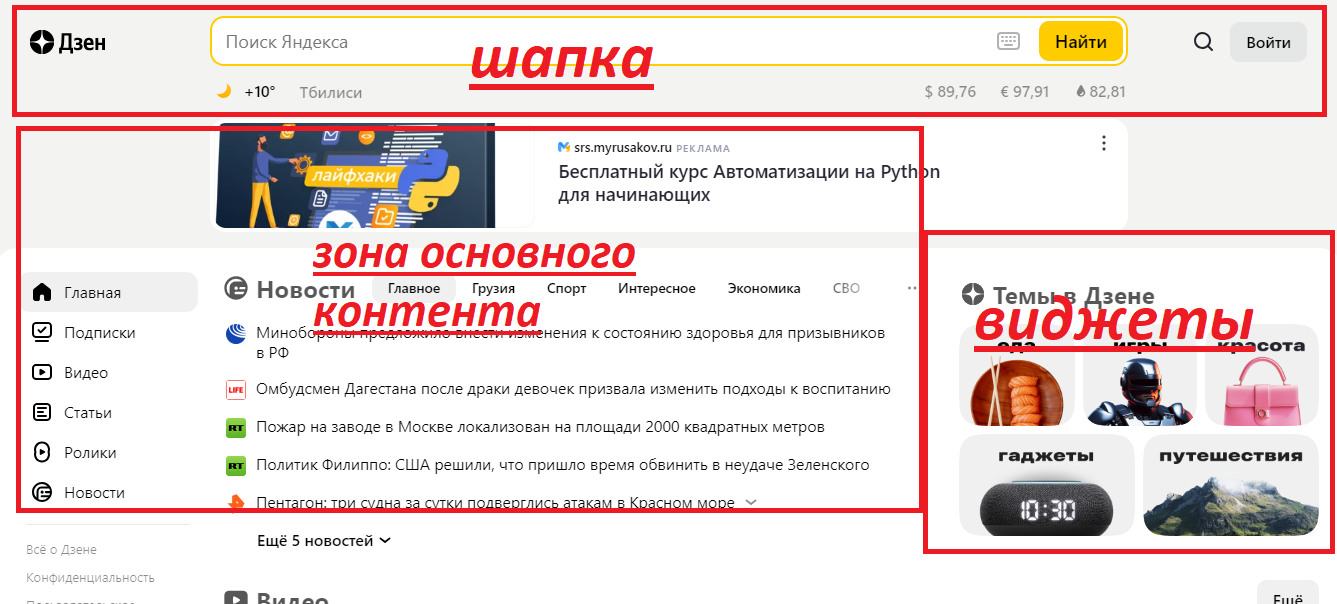 Дзен
Поиск Яндекса
Найти
Войти
шапка
+10°
Тбилиси
$ 89,76
€ 97,91
82,81
лайфхаки
srs.myrusakov.ru РЕКЛАМА
Бесплатный курс Автоматизации на Python
для начинающих
зона основного
контента
Главная
Подписки
Видео
Статьи
Ролики
Новости
Всё о Дзене
Конфиденциальность
Новости
Главное
Грузия
Спорт
Интересное
Экономика
СВО
Минобороны предложило внести изменения к состоянию здоровья для призывников
в РФ
LIFE
Омбудсмен Дагестана после драки девочек призвала изменить подходы к воспитанию
RT
Пожар на заводе в Москве локализован на площади 2000 квадратных метров
RT
Политик Филиппо: США решили, что пришло время обвинить в неудаче Зеленского
Пентагон: три судна за сутки подверглись атакам в Красном море
Ещё 5 новостей
Видео
Темы в Дзене
виджеты
еда
игры
красота
гаджеты
10:30
путешествия
Ещё